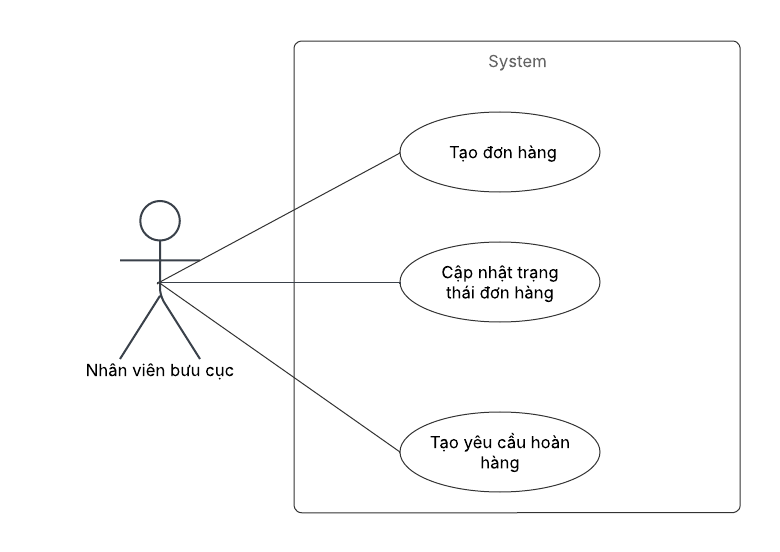 System
Tạo đơn hàng
Cập nhật trạng
thái đơn hàng
Nhân viên bưu cục
Tạo yêu cầu hoàn
hàng